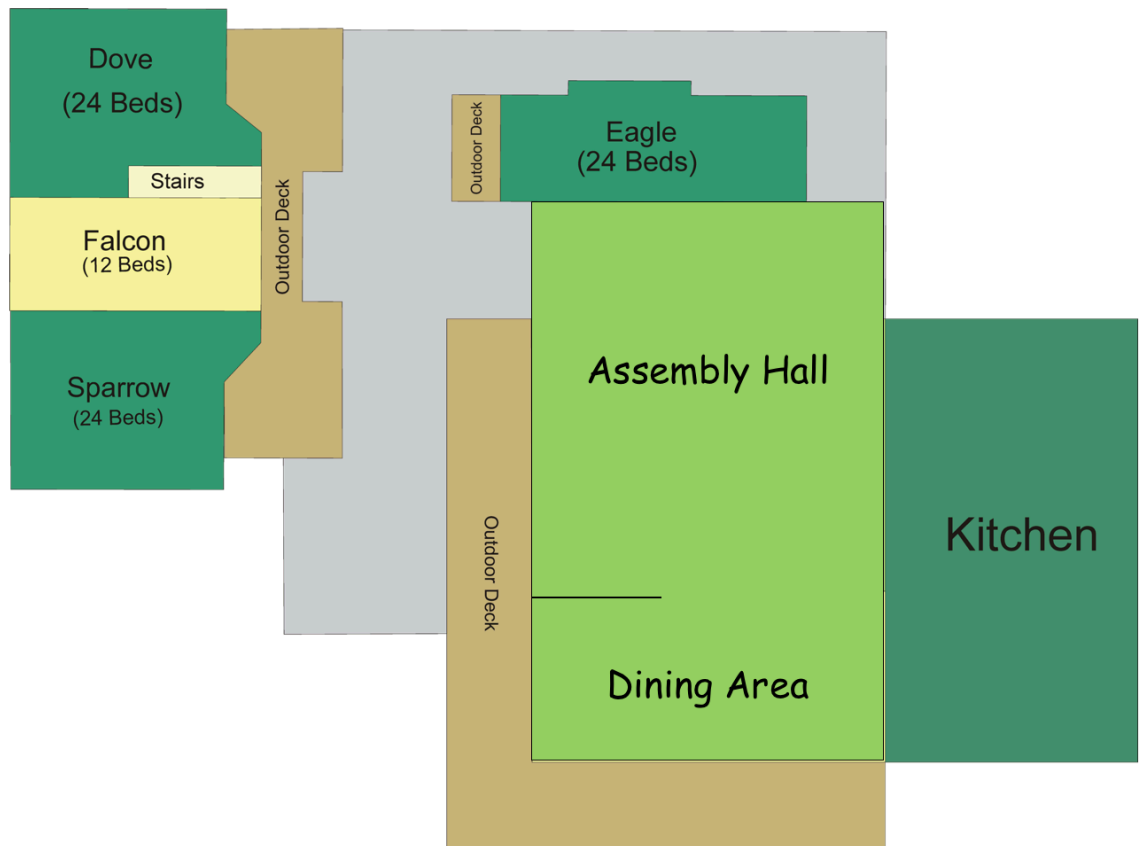 Dove
(24 Beds)
Stairs
Falcon
(12 Beds)
Sparrow
(24 Beds)
Outdoor Deck
Outdoor Deck
Eagle
(24 Beds)
Assembly Hall
Outdoor Deck
Dining Area
Kitchen